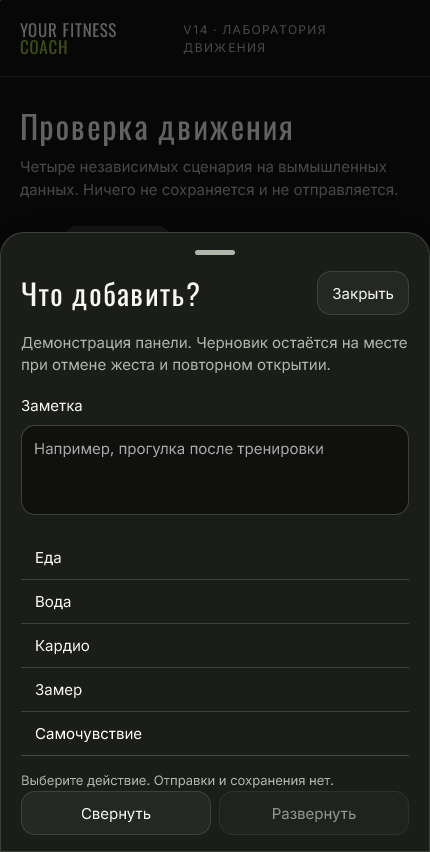 YOUR FITNESS
COACH
V14 · ЛАБОРАТОРИЯ
ДВИЖЕНИЯ
Проверка движения
Четыре независимых сценария на вымышленных
данных. Ничего не сохраняется и не отправляется.
Что добавить?
Закрыть
Демонстрация панели. Черновик остаётся на месте
при отмене жеста и повторном открытии.
Заметка
Например, прогулка после тренировки
Еда
Вода
Кардио
Замер
Самочувствие
Выберите действие. Отправки и сохранения нет.
Свернуть
Развернуть